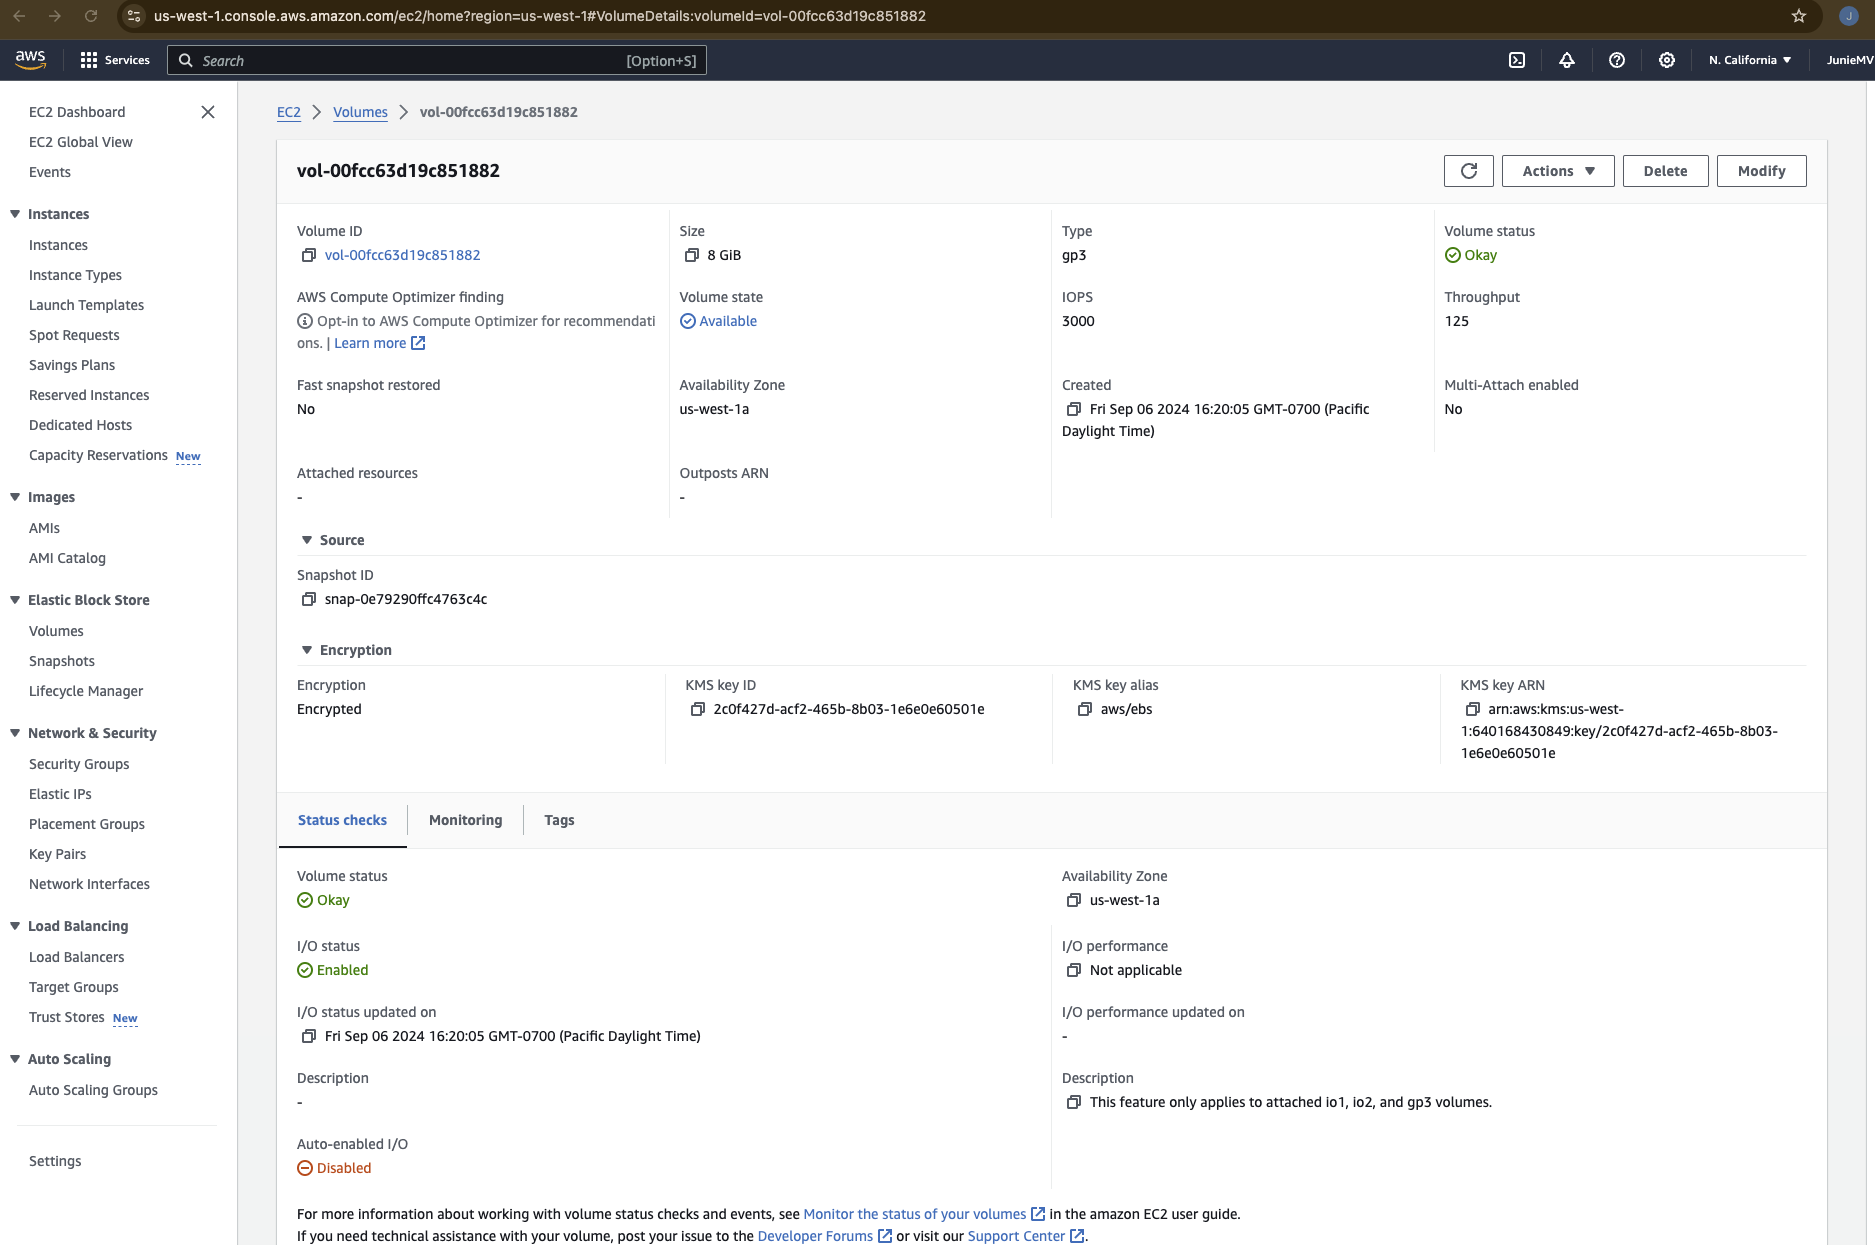 us-west-1.console.aws.amazon.com/ec2/home?region=us-west-1#VolumeDetails:volumeId=vol-00fcc63d19c851882
J
aws
Services
Search
[Option+S]
N. California
JunieMV
EC2 Dashboard
EC2 Global View
Events
Instances
Instances
Instance Types
Launch Templates
Spot Requests
Savings Plans
Reserved Instances
Dedicated Hosts
Capacity Reservations New
Images
AMIs
AMI Catalog
Elastic Block Store
Volumes
Snapshots
Lifecycle Manager
Network & Security
Security Groups
Elastic IPs
Placement Groups
Key Pairs
Network Interfaces
Load Balancing
Load Balancers
Target Groups
Trust Stores New
Auto Scaling
Auto Scaling Groups
Settings
EC2 > Volumes > vol-00fcc63d19c851882
vol-00fcc63d19c851882
Actions
Delete
Modify
Volume ID
vol-00fcc63d19c851882
Size
8 GiB
Type
gp3
Volume status
Okay
AWS Compute Optimizer finding
Opt-in to AWS Compute Optimizer for recommendati
ons. | Learn more
Volume state
Available
IOPS
3000
Throughput
125
Fast snapshot restored
No
Availability Zone
us-west-1a
Created
Fri Sep 06 2024 16:20:05 GMT-0700 (Pacific
Daylight Time)
Multi-Attach enabled
No
Attached resources
-
Outposts ARN
-
Source
Snapshot ID
snap-0e79290ffc4763c4c
Encryption
Encryption
Encrypted
KMS key ID
2c0f427d-acf2-465b-8b03-1e6e0e60501e
KMS key alias
aws/ebs
KMS key ARN
arn:aws:kms:us-west-
1:640168430849:key/2c0f427d-acf2-465b-8b03-
1e6e0e60501e
Status checks
Monitoring
Tags
Volume status
Okay
Availability Zone
us-west-1a
I/O status
Enabled
I/O performance
Not applicable
I/O status updated on
Fri Sep 06 2024 16:20:05 GMT-0700 (Pacific Daylight Time)
I/O performance updated on
-
Description
-
Description
This feature only applies to attached io1, io2, and gp3 volumes.
Auto-enabled I/O
Disabled
For more information about working with volume status checks and events, see Monitor the status of your volumes in the amazon EC2 user guide.
If you need technical assistance with your volume, post your issue to the Developer Forums or visit our Support Center.